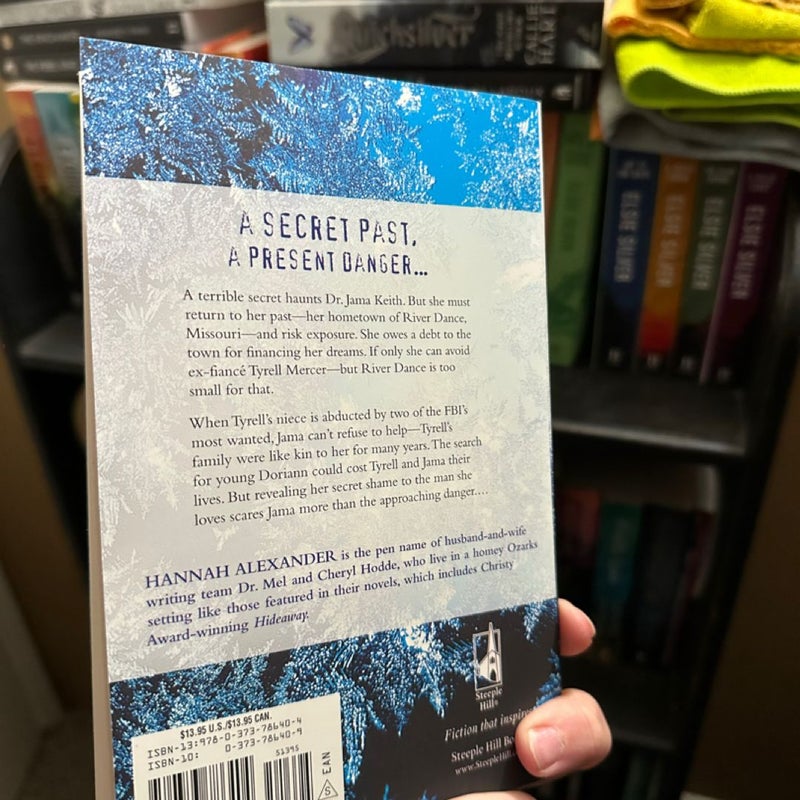 Quicksilver
CALLIE HART
A SECRET PAST,
A PRESENT DANGER...
A terrible secret haunts Dr. Jama Keith. But she must
return to her past—her hometown of River Dance,
Missouri—and risk exposure. She owes a debt to the
town for financing her dreams. If only she can avoid
ex-fiancé Tyrell Mercer—but River Dance is too
small for that.
When Tyrell's niece is abducted by two of the FBI's
most wanted, Jama can't refuse to help—Tyrell's
family were like kin to her for many years. The search
for young Doriann could cost Tyrell and Jama their
lives. But revealing her secret shame to the man she
loves scares Jama more than the approaching danger....
HANNAH ALEXANDER is the pen name of husband-and-wife
writing team Dr. Mel and Cheryl Hodde, who live in a homey Ozarks
setting like those featured in their novels, which includes Christy
Award-winning Hideaway.
Steeple
Hill®
Fiction that inspir
Steeple Hill Bo
www.SteepleHill.
$13.95 U.S./$13.95 CAN.
ISBN-13:978-0-373-78640-4
ISBN-10: 0-373-78640-9
51395
EAN
S
ELSIE SILVER
ELSIE SILVER
ELSIE SILVER
ELSIE SILVER